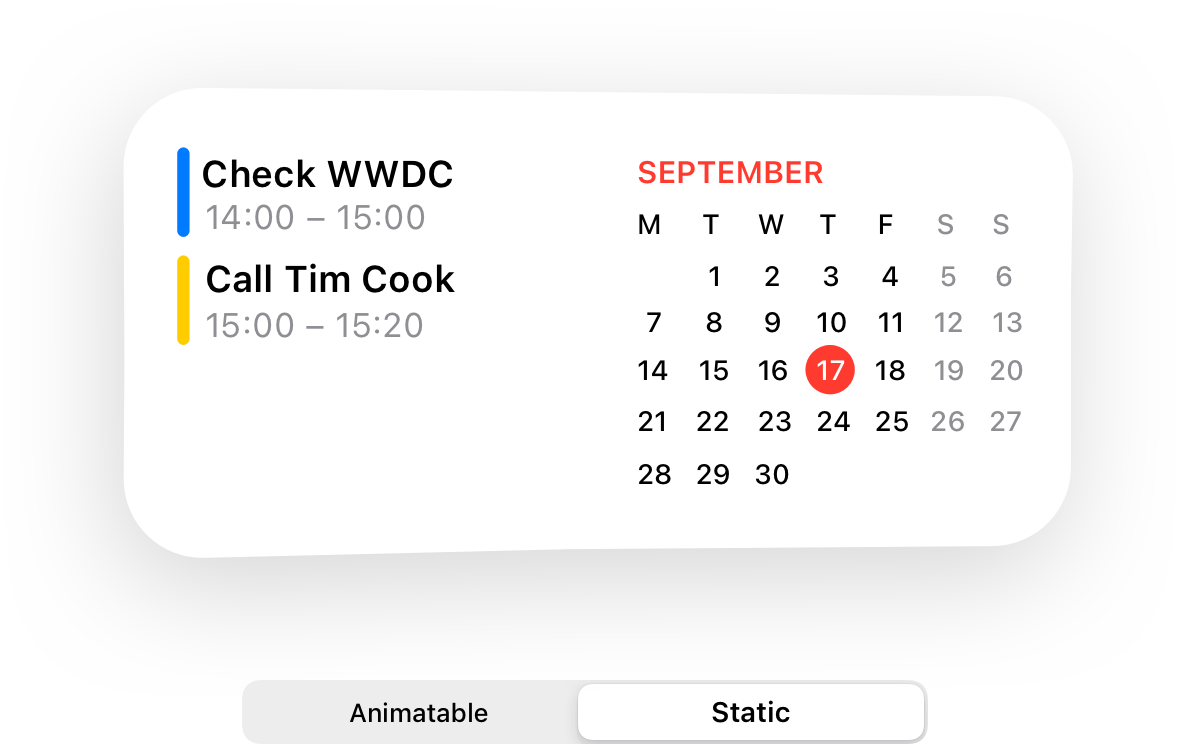 Check WWDC
14:00 – 15:00
Call Tim Cook
15:00 – 15:20
SEPTEMBER
M T W T F S S
1 2 3 4 5 6
7 8 9 10 11 12 13
14 15 16 17 18 19 20
21 22 23 24 25 26 27
28 29 30
Animatable Static